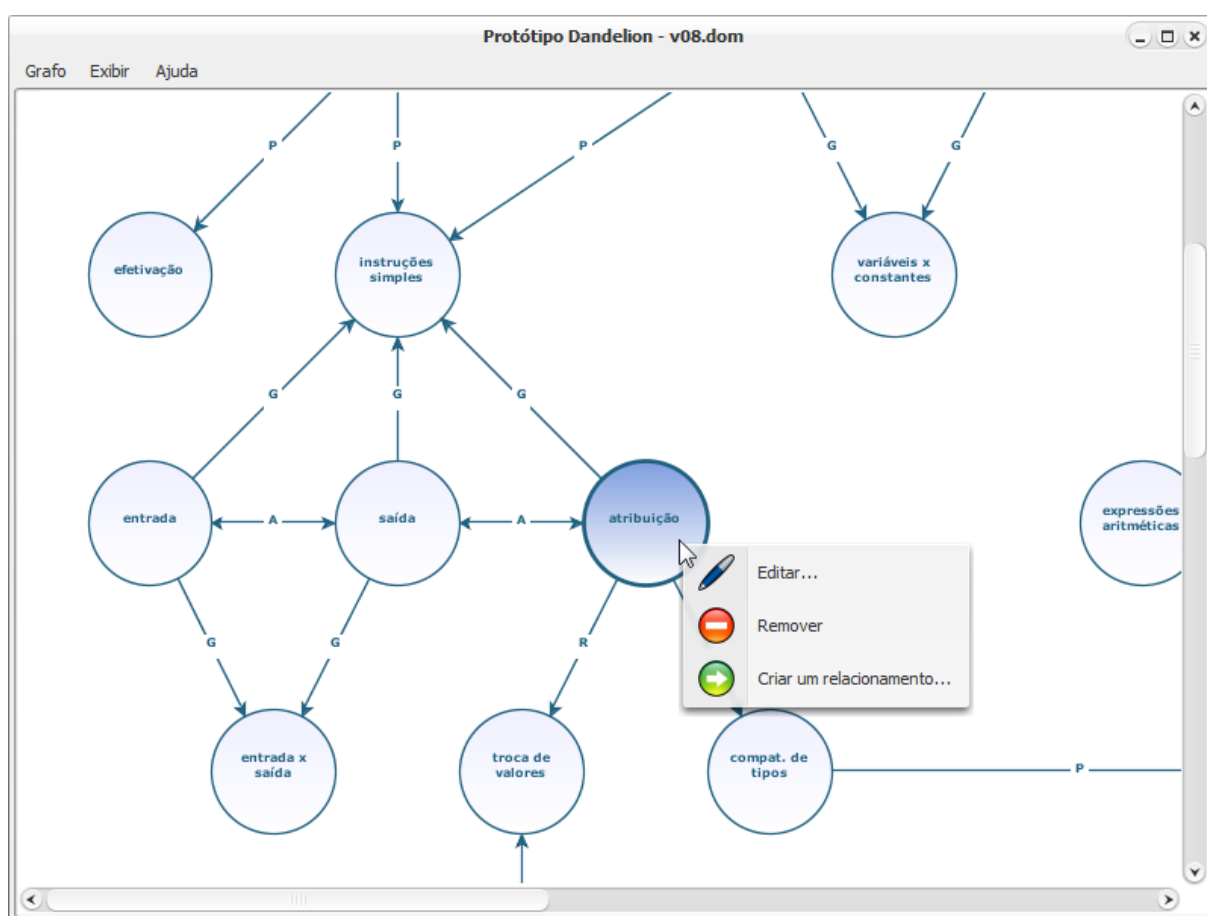 Protótipo Dandelion - v08.dom
Grafo Exibir Ajuda
P P P G G
efetivação
instruções
simples
variáveis x
constantes
G G G
entrada A saída A atribuição
expressões
aritméticas
Editar...
Remover
Criar um relacionamento...
G G R
entrada x
saída
troca de
valores
compat. de
tipos
P